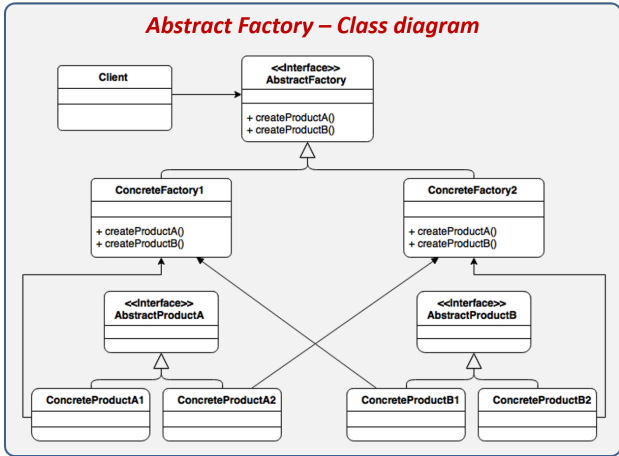 Abstract Factory – Class diagram
Client
<<Interface>>
AbstractFactory
+ createProductA()
+ createProductB()
ConcreteFactory1
+ createProductA()
+ createProductB()
ConcreteFactory2
+ createProductA()
+ createProductB()
<<Interface>>
AbstractProductA
<<Interface>>
AbstractProductB
ConcreteProductA1
ConcreteProductA2
ConcreteProductB1
ConcreteProductB2